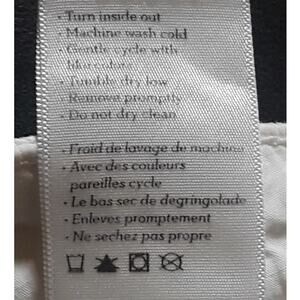 · Turn inside out
· Machine wash cold
· Gentle cycle with
like colors
· Tumble dry low
· Remove promptly
· Do not dry clean
· Froid de lavage de machine
· Avec des couleurs
pareilles cycle
· Le bas sec de degringolade
· Enleves promptement
· Ne sechez pas propre